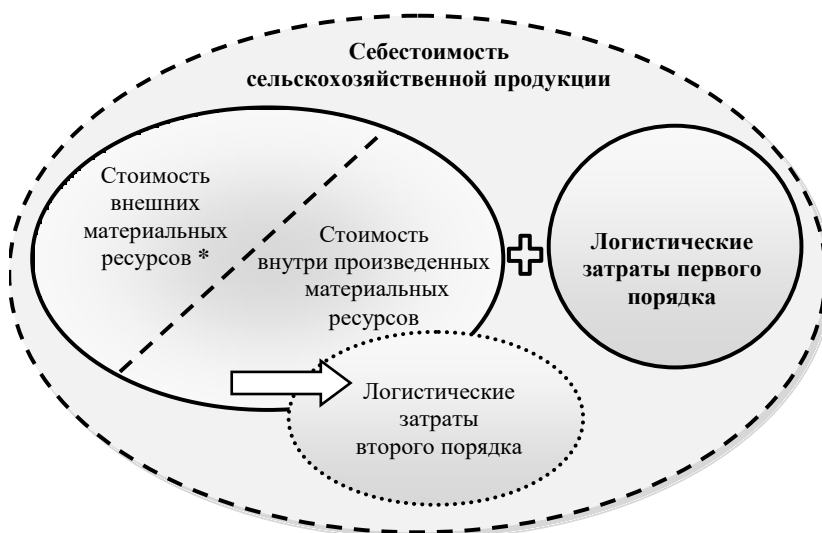 Себестоимость
сельскохозяйственной продукции
Стоимость
внешних
материальных
ресурсов *
Стоимость
внутри произведенных
материальных
ресурсов
Логистические
затраты первого
порядка
Логистические
затраты
второго порядка